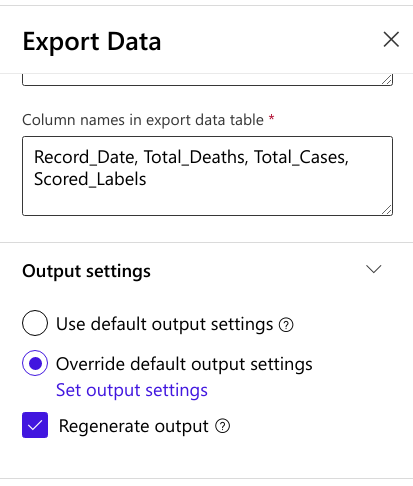 Export Data
Column names in export data table *
Record_Date, Total_Deaths, Total_Cases,
Scored_Labels
Output settings
Use default output settings ?
Override default output settings
Set output settings
Regenerate output ?